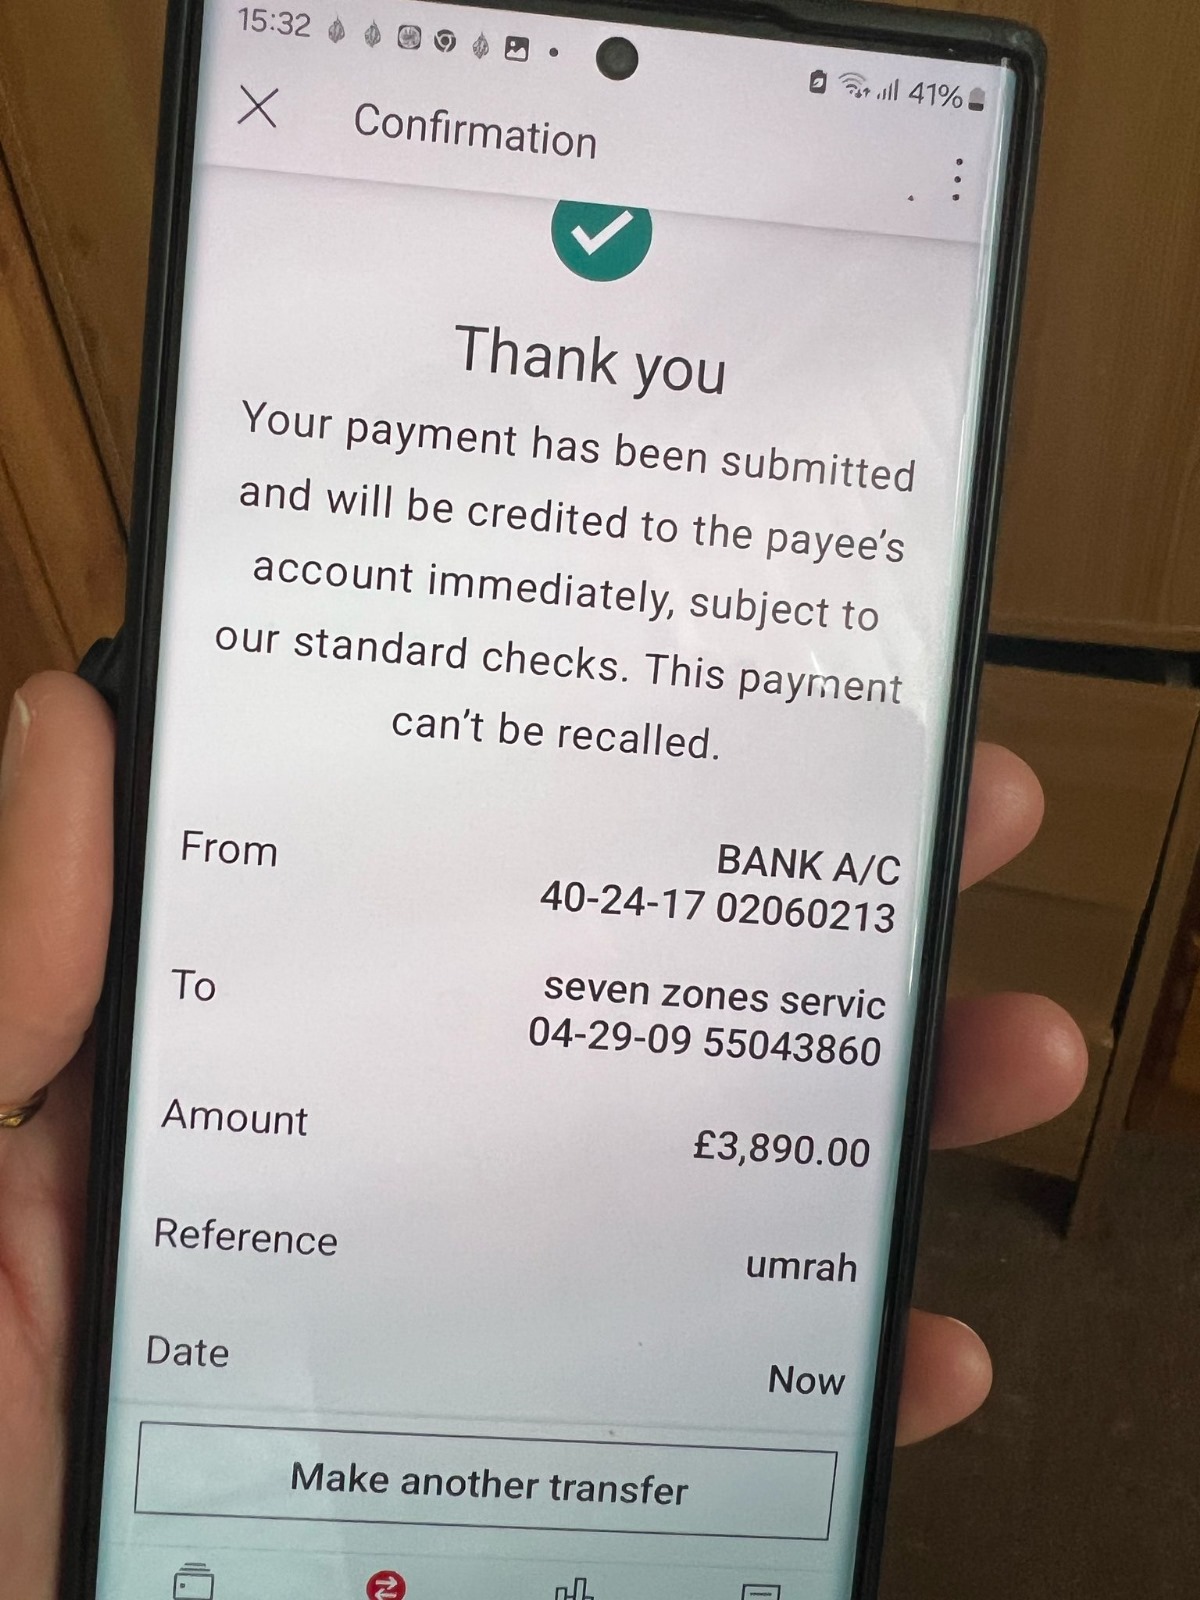 15:32
41%
Confirmation
Thank you
Your payment has been submitted
and will be credited to the payee's
account immediately, subject to
our standard checks. This payment
can't be recalled.
From
BANK A/C
40-24-17 02060213
To
seven zones servic
04-29-09 55043860
Amount
£3,890.00
Reference
umrah
Date
Now
Make another transfer